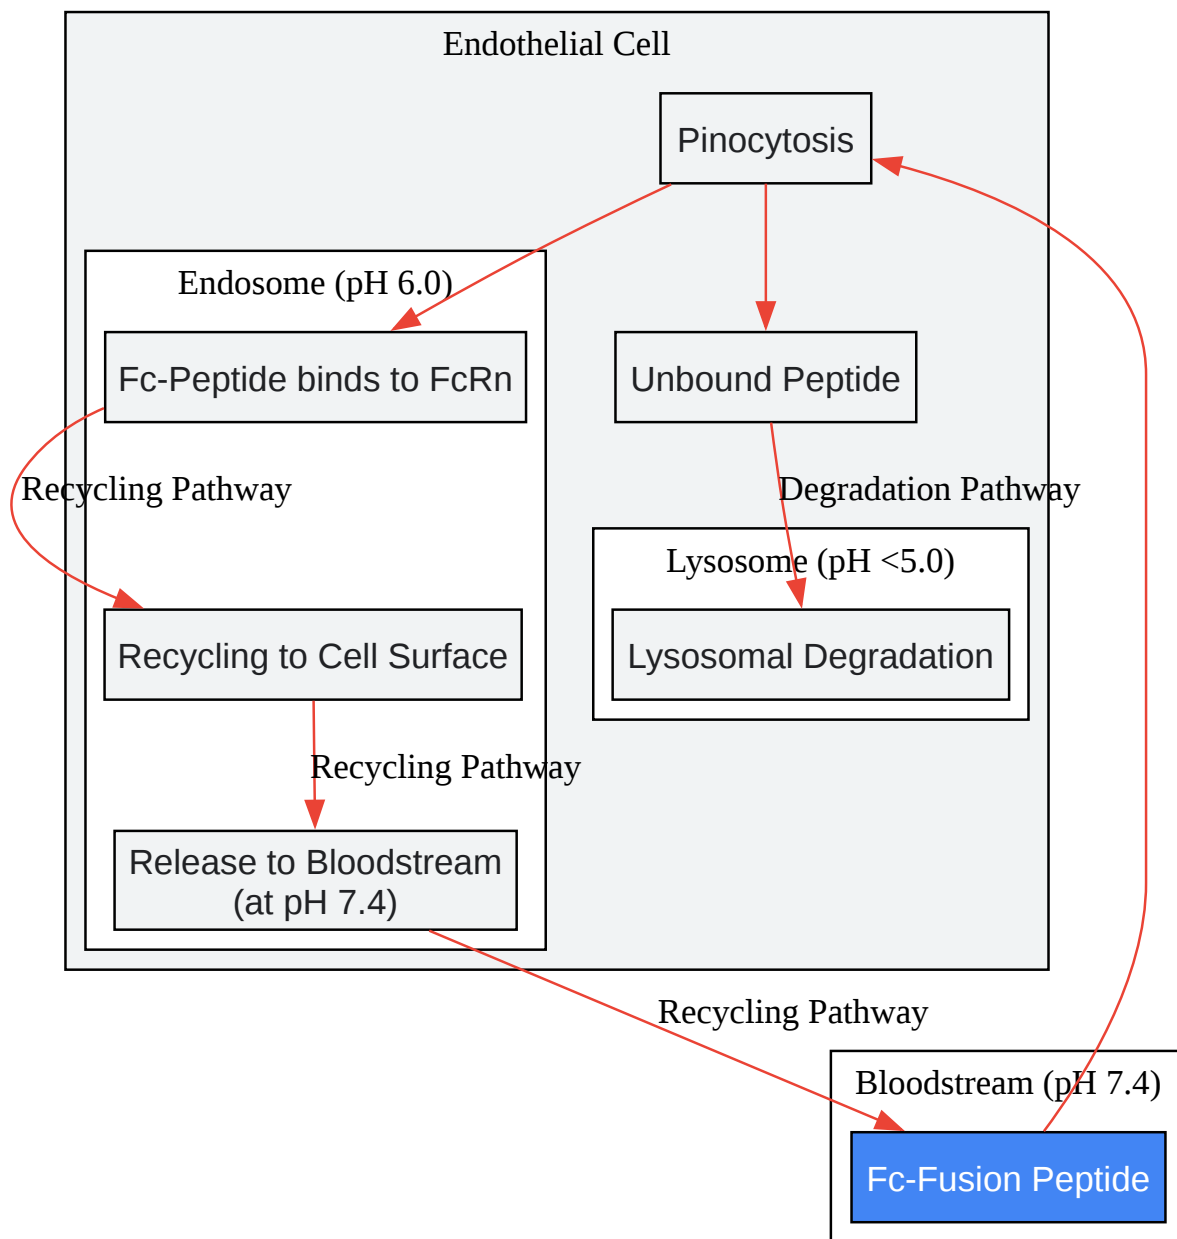 Endothelial Cell
Pinocytosis
Endosome (pH 6.0)
Fc-Peptide binds to FcRn
Unbound Peptide
Recycling Pathway
Degradation Pathway
Lysosome (pH <5.0)
Recycling to Cell Surface
Lysosomal Degradation
Recycling Pathway
Release to Bloodstream
(at pH 7.4)
Recycling Pathway
Bloodstream (pH 7.4)
Fc-Fusion Peptide